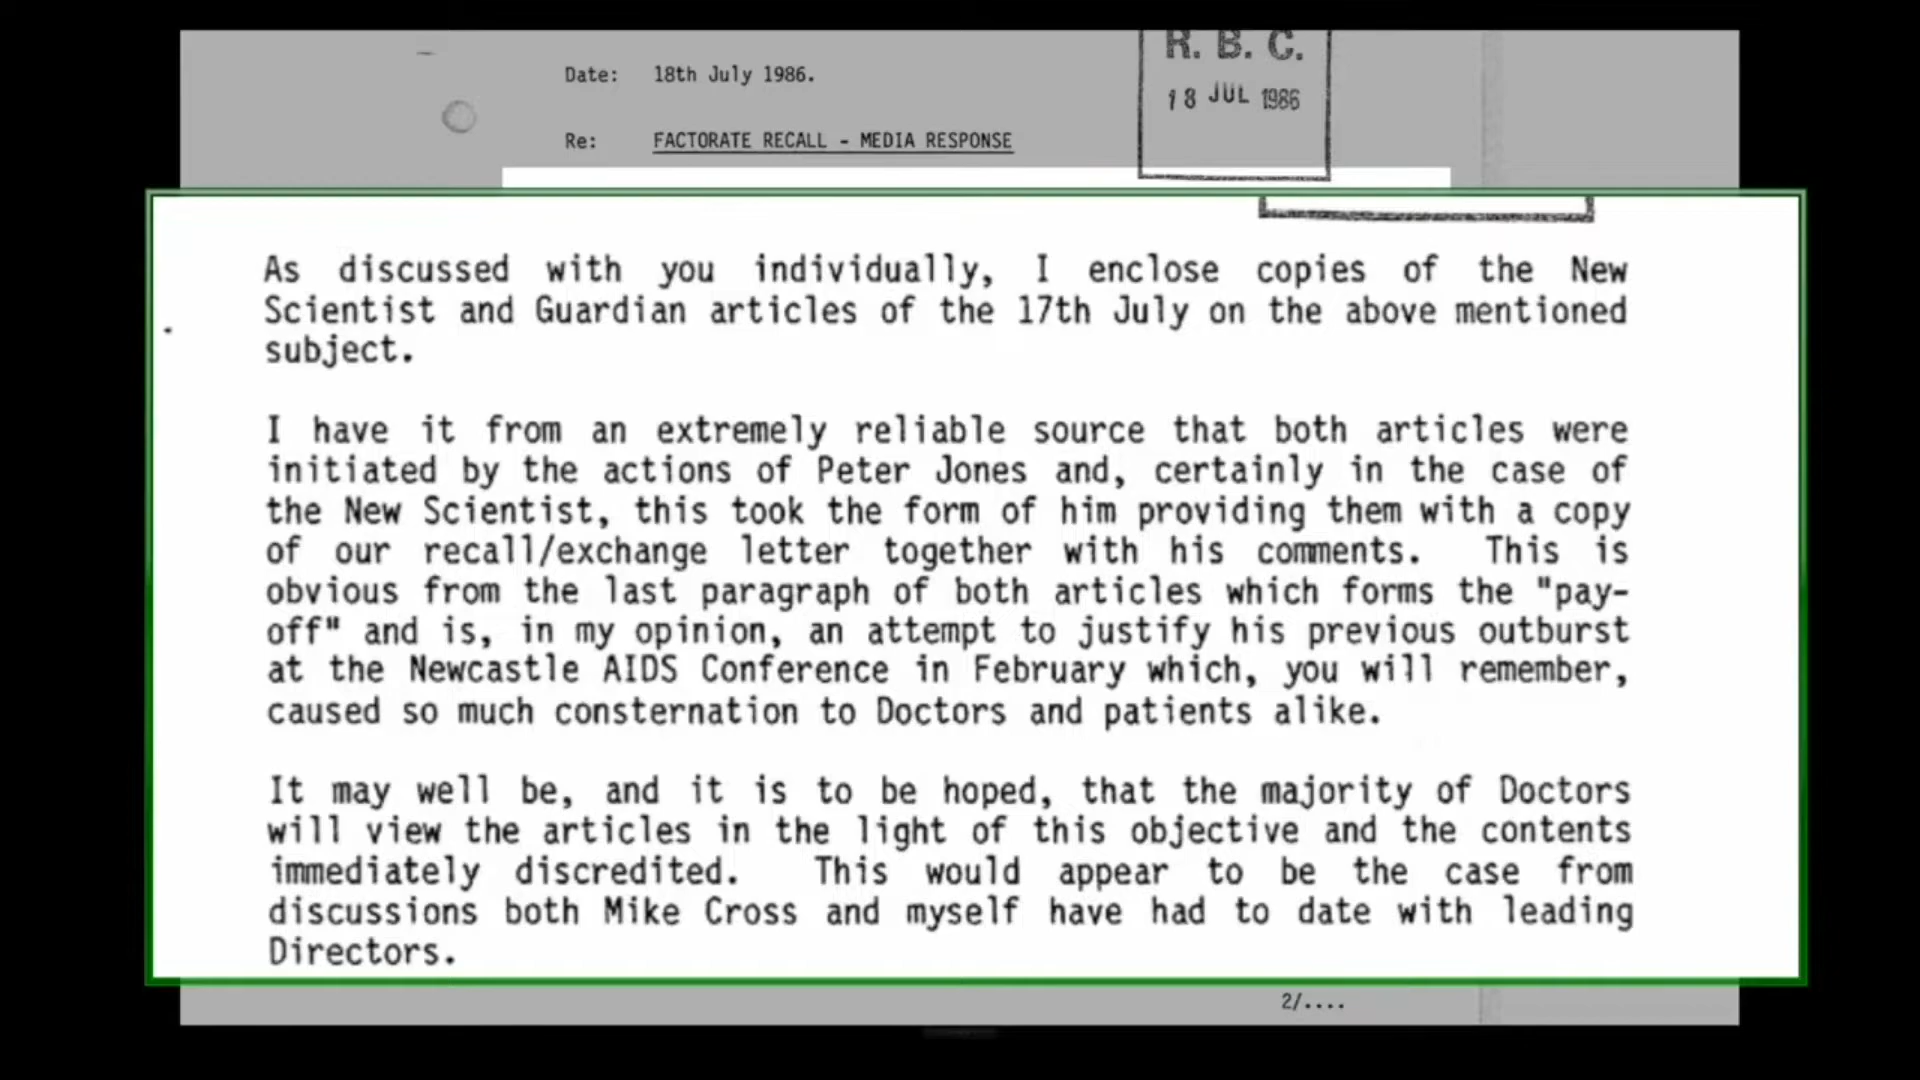 R. B. C.
Date: 18th July 1986.
18 JUL 1986
Re: FACTORATE RECALL - MEDIA RESPONSE
As discussed with you individually, I enclose copies of the New
Scientist and Guardian articles of the 17th July on the above mentioned
subject.
I have it from an extremely reliable source that both articles were
initiated by the actions of Peter Jones and, certainly in the case of
the New Scientist, this took the form of him providing them with a copy
of our recall/exchange letter together with his comments. This is
obvious from the last paragraph of both articles which forms the "pay-
off" and is, in my opinion, an attempt to justify his previous outburst
at the Newcastle AIDS Conference in February which, you will remember,
caused so much consternation to Doctors and patients alike.
It may well be, and it is to be hoped, that the majority of Doctors
will view the articles in the light of this objective and the contents
immediately discredited. This would appear to be the case from
discussions both Mike Cross and myself have had to date with leading
Directors.
2/....